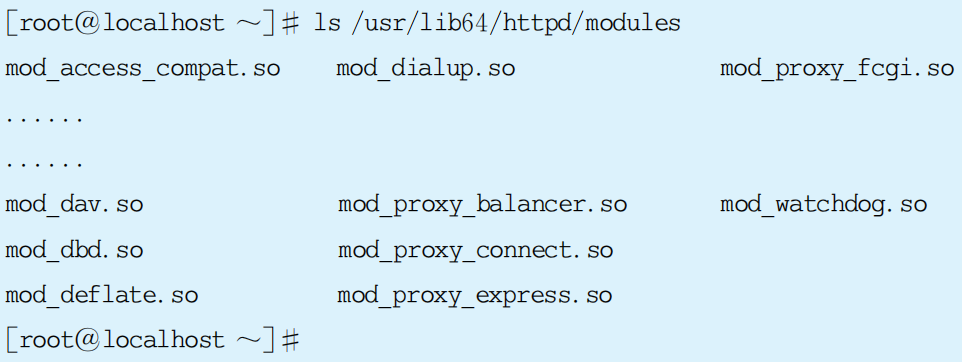 [root@localhost ~]# ls /usr/lib64/httpd/modules
mod_access_compat.so mod_dialup.so mod_proxy_fcgi.so
......
......
mod_dav.so mod_proxy_balancer.so mod_watchdog.so
mod_dbd.so mod_proxy_connect.so
mod_deflate.so mod_proxy_express.so
[root@localhost ~]#